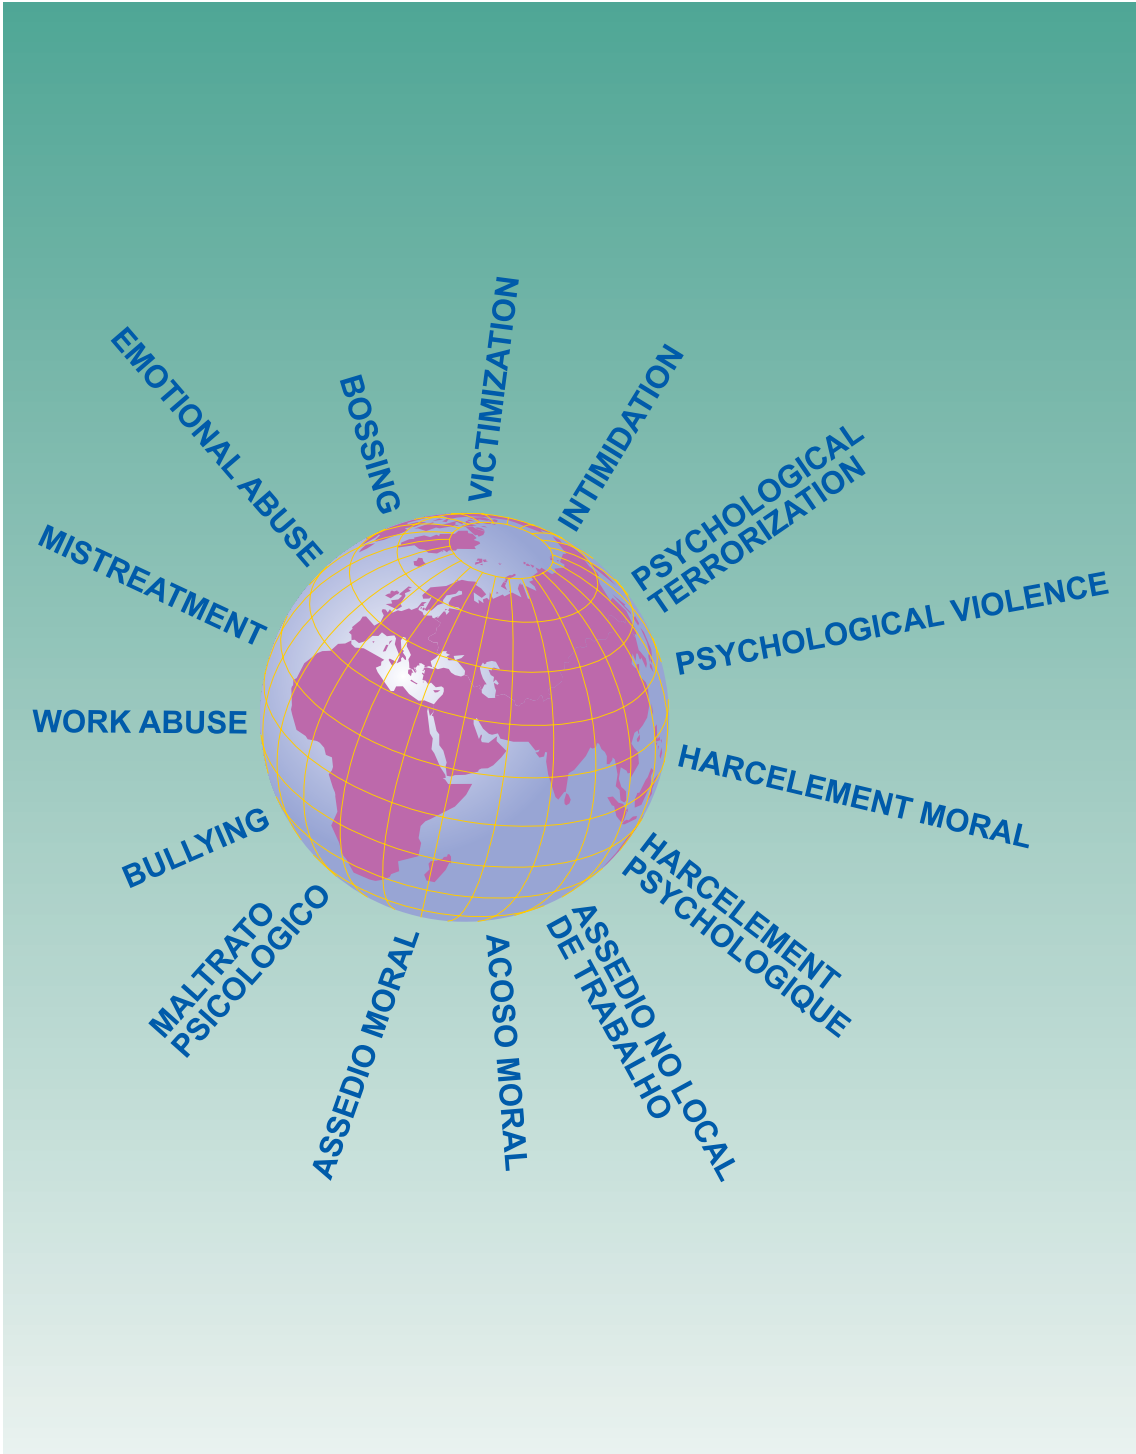 VICTIMIZATION
INTIMIDATION
PSYCHOLOGICAL
TERRORIZATION
PSYCHOLOGICAL VIOLENCE
HARCELEMENT MORAL
HARCELEMENT
PSYCHOLOGIQUE
ASSEDIO NO LOCAL
DE TRABALHO
ACOSO MORAL
ASSEDIO MORAL
MALTRATO
PSICOLOGICO
BULLYING
WORK ABUSE
MISTREATMENT
EMOTIONAL ABUSE
BOSSING